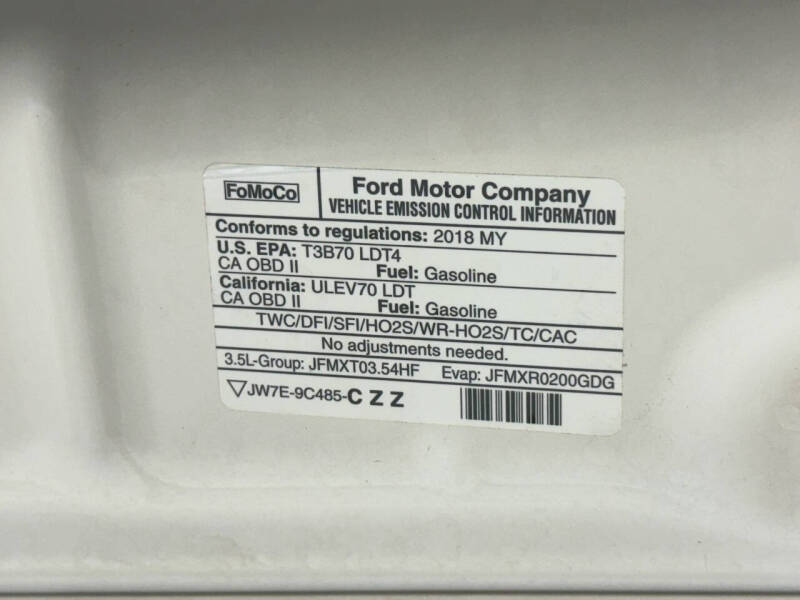 FoMoCo
Ford Motor Company
VEHICLE EMISSION CONTROL INFORMATION
Conforms to regulations: 2018 MY
U.S. EPA: T3B70 LDT4
CA OBD II Fuel: Gasoline
California: ULEV70 LDT
CA OBD II Fuel: Gasoline
TWC/DFI/SFI/HO2S/WR-HO2S/TC/CAC
No adjustments needed.
3.5L-Group: JFMXT03.54HF Evap: JFMXR0200GDG
JW7E-9C485-CZZ